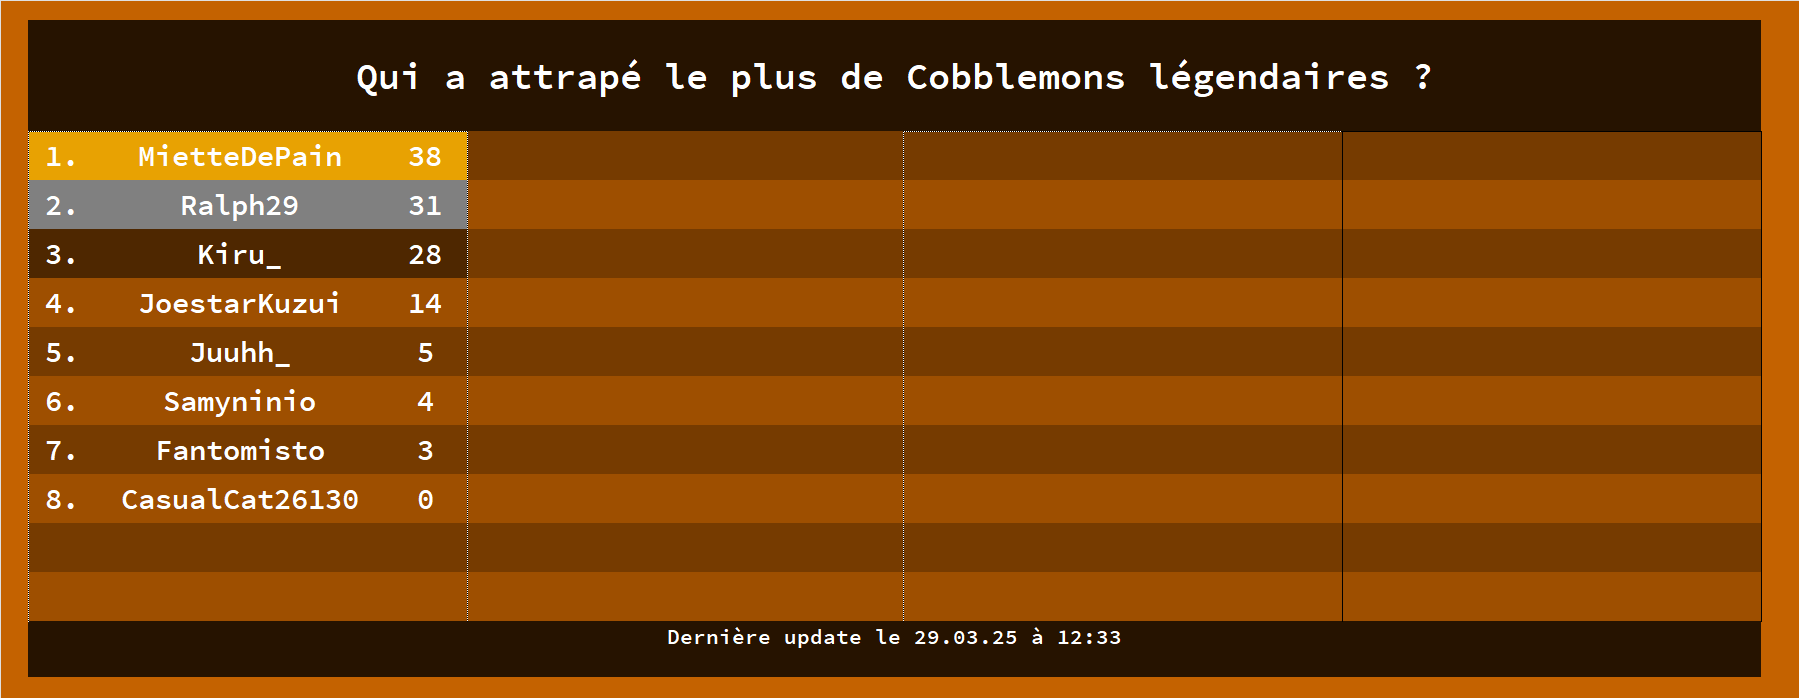 Qui a attrapé le plus de Cobblemons légendaires ?
1. MietteDePain 38
2. Ralph29 31
3. Kiru_ 28
4. JoestarKuzui 14
5. Juuhh_ 5
6. Samyninio 4
7. Fantomisto 3
8. CasualCat26130 0
Dernière update le 29.03.25 à 12:33